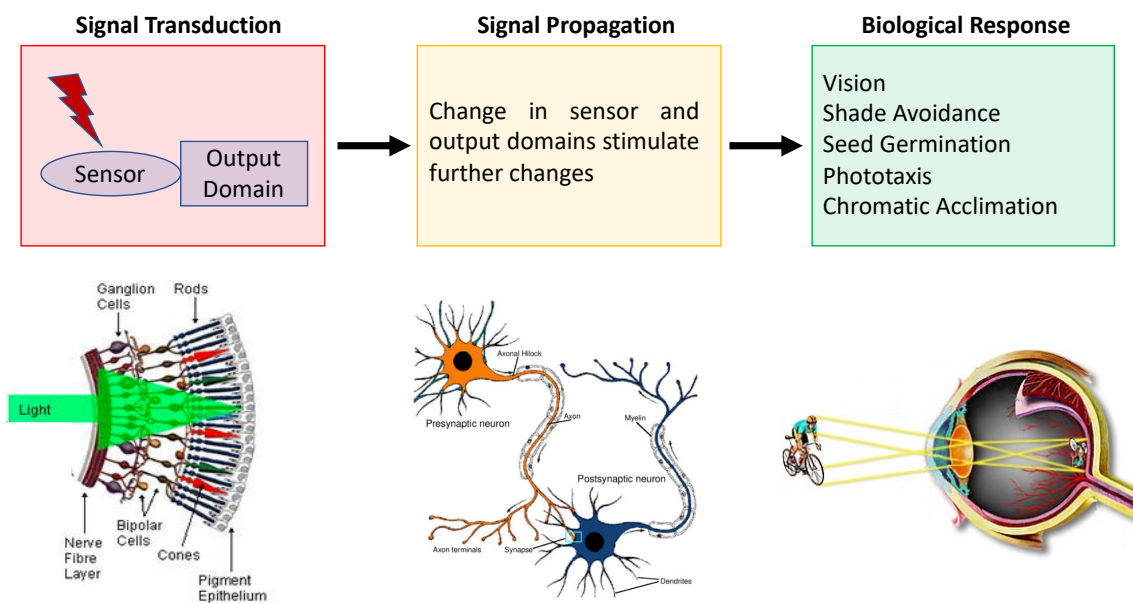 Signal Transduction
Signal Propagation
Biological Response
Sensor
Output
Domain
Change in sensor and
output domains stimulate
further changes
Vision
Shade Avoidance
Seed Germination
Phototaxis
Chromatic Acclimation
Ganglion
Cells
Rods
Light
Nerve
Fibre
Layer
Bipolar
Cells
Cones
Pigment
Epithelium
Axonal Hilock
Presynaptic neuron
Axon
Myelin
Postsynaptic neuron
Axon terminals
Synapse
Dendrites